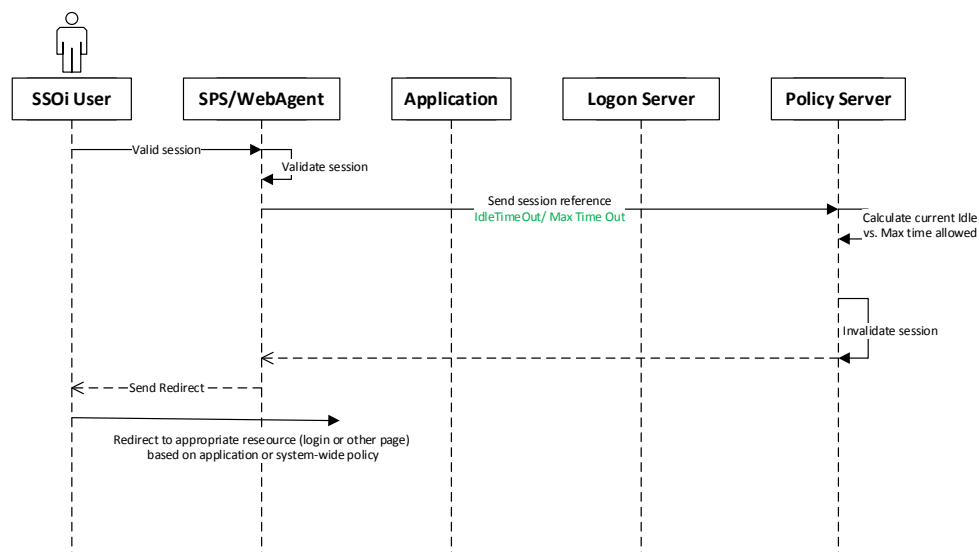 SSOi User
SPS/WebAgent
Application
Logon Server
Policy Server
Valid session
Validate session
Send session reference
IdleTimeOut/ Max Time Out
Calculate current Idle
vs. Max time allowed
Invalidate session
Send Redirect
Redirect to appropriate reseource (login or other page)
based on application or system-wide policy